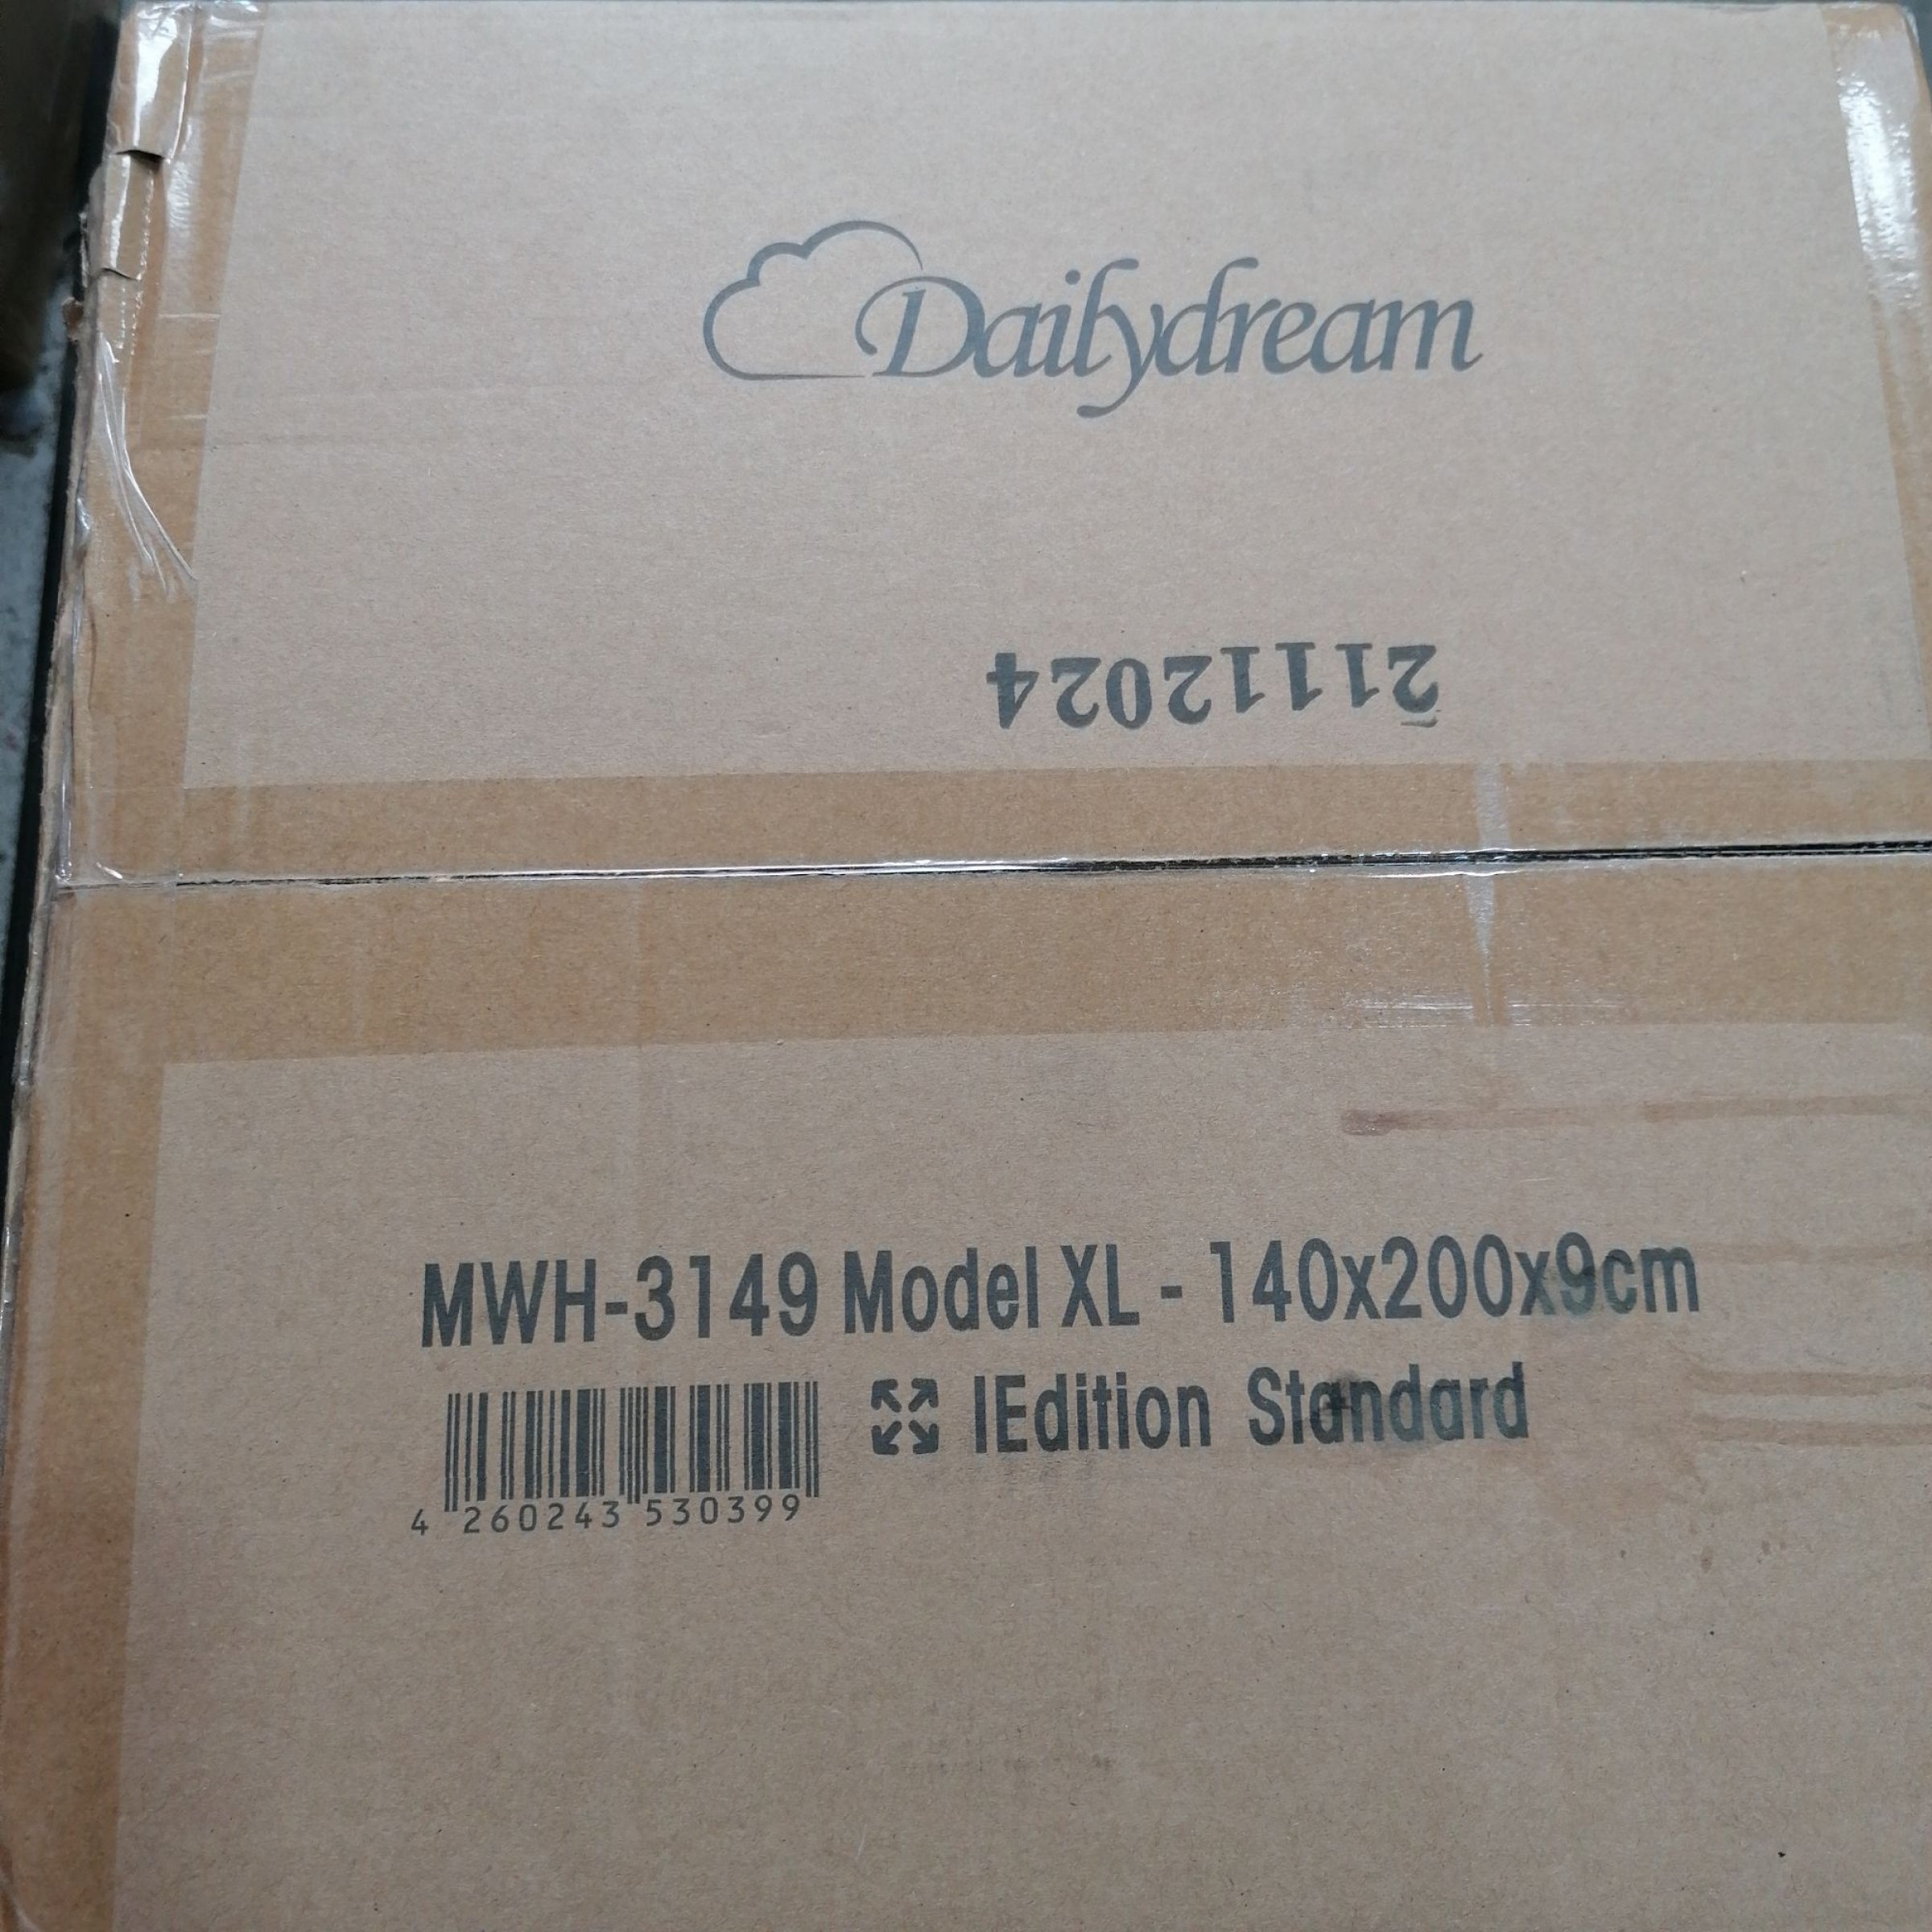 Dailydream
21112024
MWH-3149 Model XL - 140x200x9cm
IEdition Standard
4 260243 530399